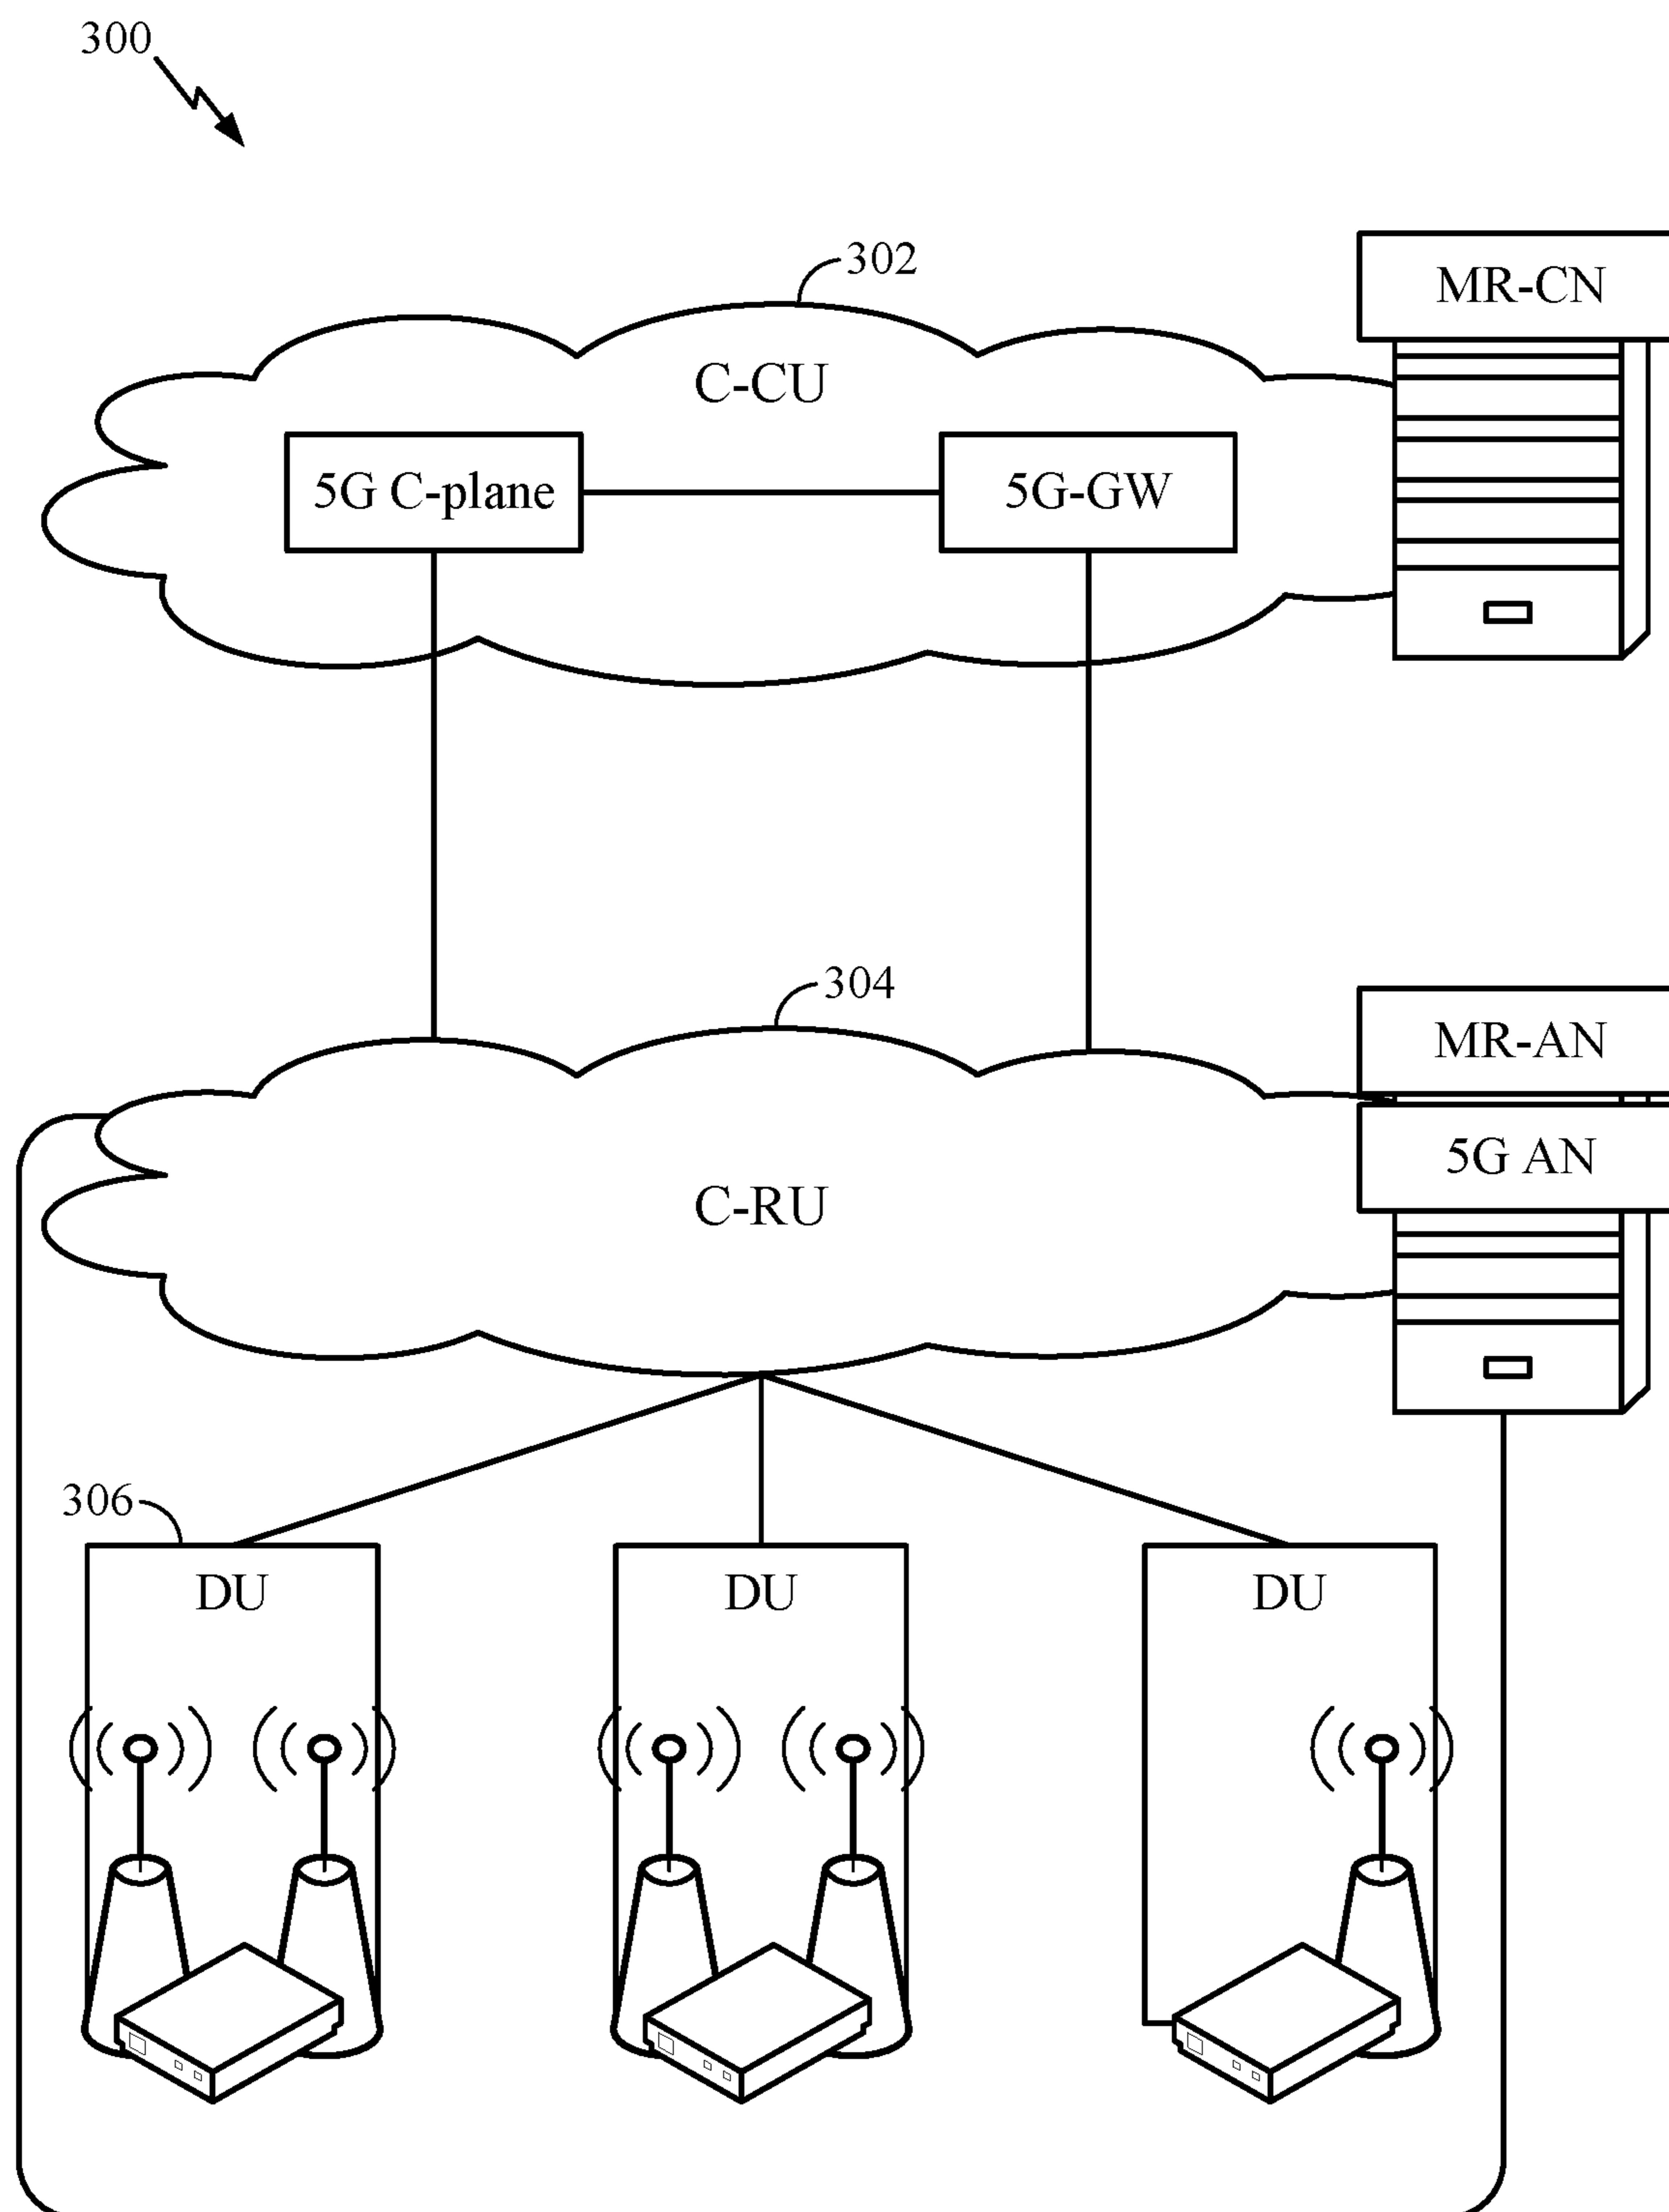 300
302
MR-CN
C-CU
5G C-plane
5G-GW
304
MR-AN
5G AN
C-RU
306
DU
DU
DU